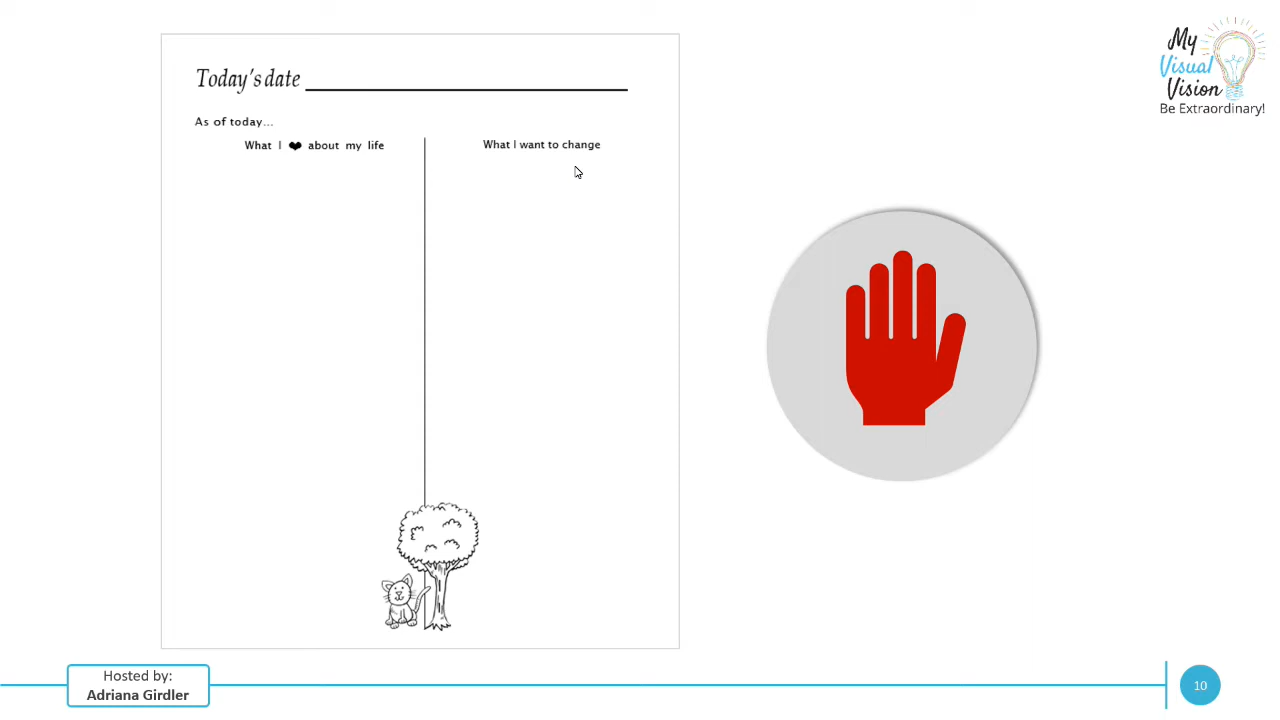 Today's date
As of today...
What I ❤ about my life
What I want to change
My
Visual
Vision
Be Extraordinary!
Hosted by:
Adriana Girdler
10